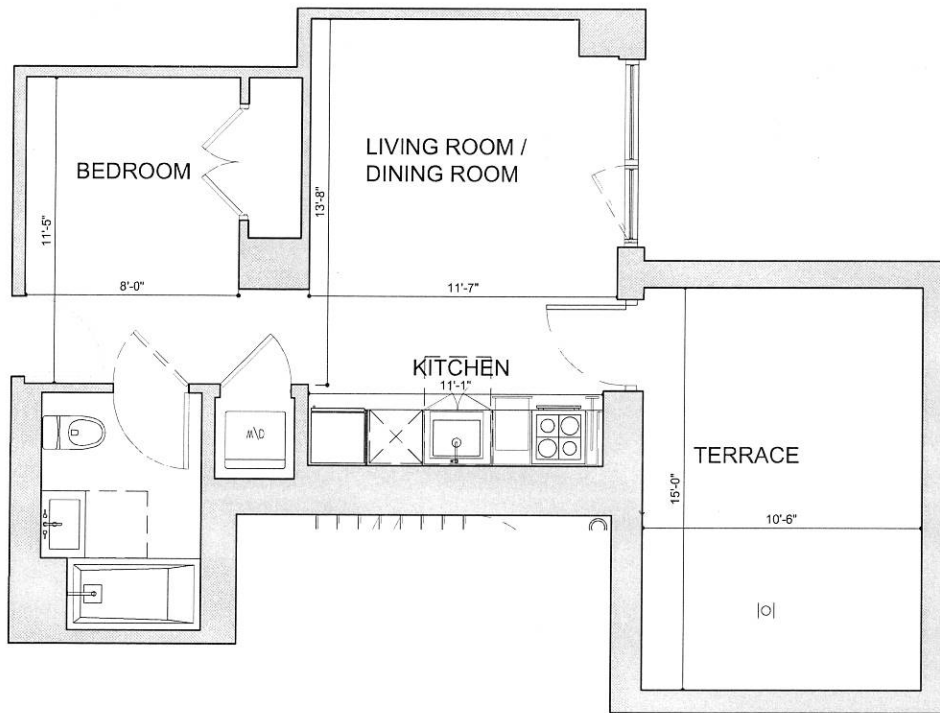 LIVING ROOM /
DINING ROOM
BEDROOM
13'-8"
11'-5"
8'-0"
11'-7"
KITCHEN
11'-1"
W\D
TERRACE
15'-0"
10'-6"